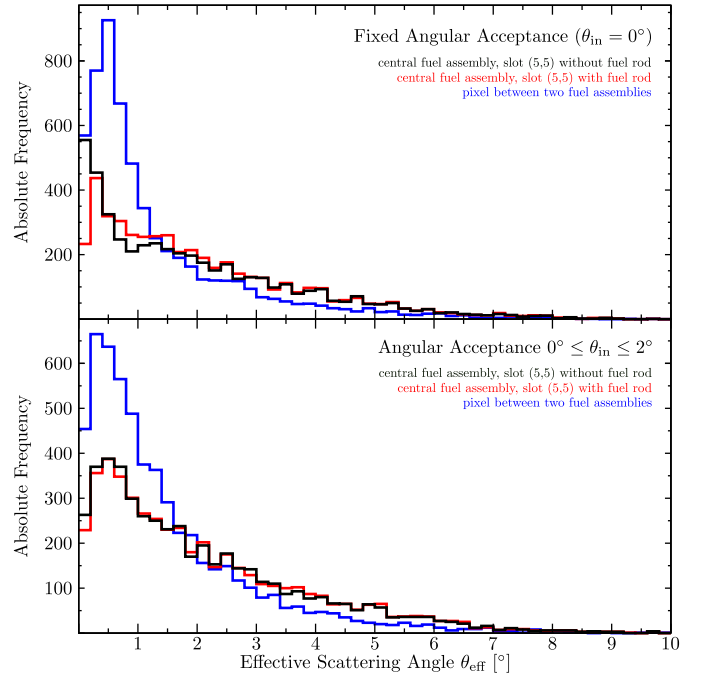 Fixed Angular Acceptance (θin = 0°)
central fuel assembly, slot (5,5) without fuel rod
central fuel assembly, slot (5,5) with fuel rod
pixel between two fuel assemblies
800
600
400
200
Absolute Frequency
Angular Acceptance 0° ≤ θin ≤ 2°
central fuel assembly, slot (5,5) without fuel rod
central fuel assembly, slot (5,5) with fuel rod
pixel between two fuel assemblies
600
500
400
300
200
100
Absolute Frequency
1 2 3 4 5 6 7 8 9 10
Effective Scattering Angle θeff [°]